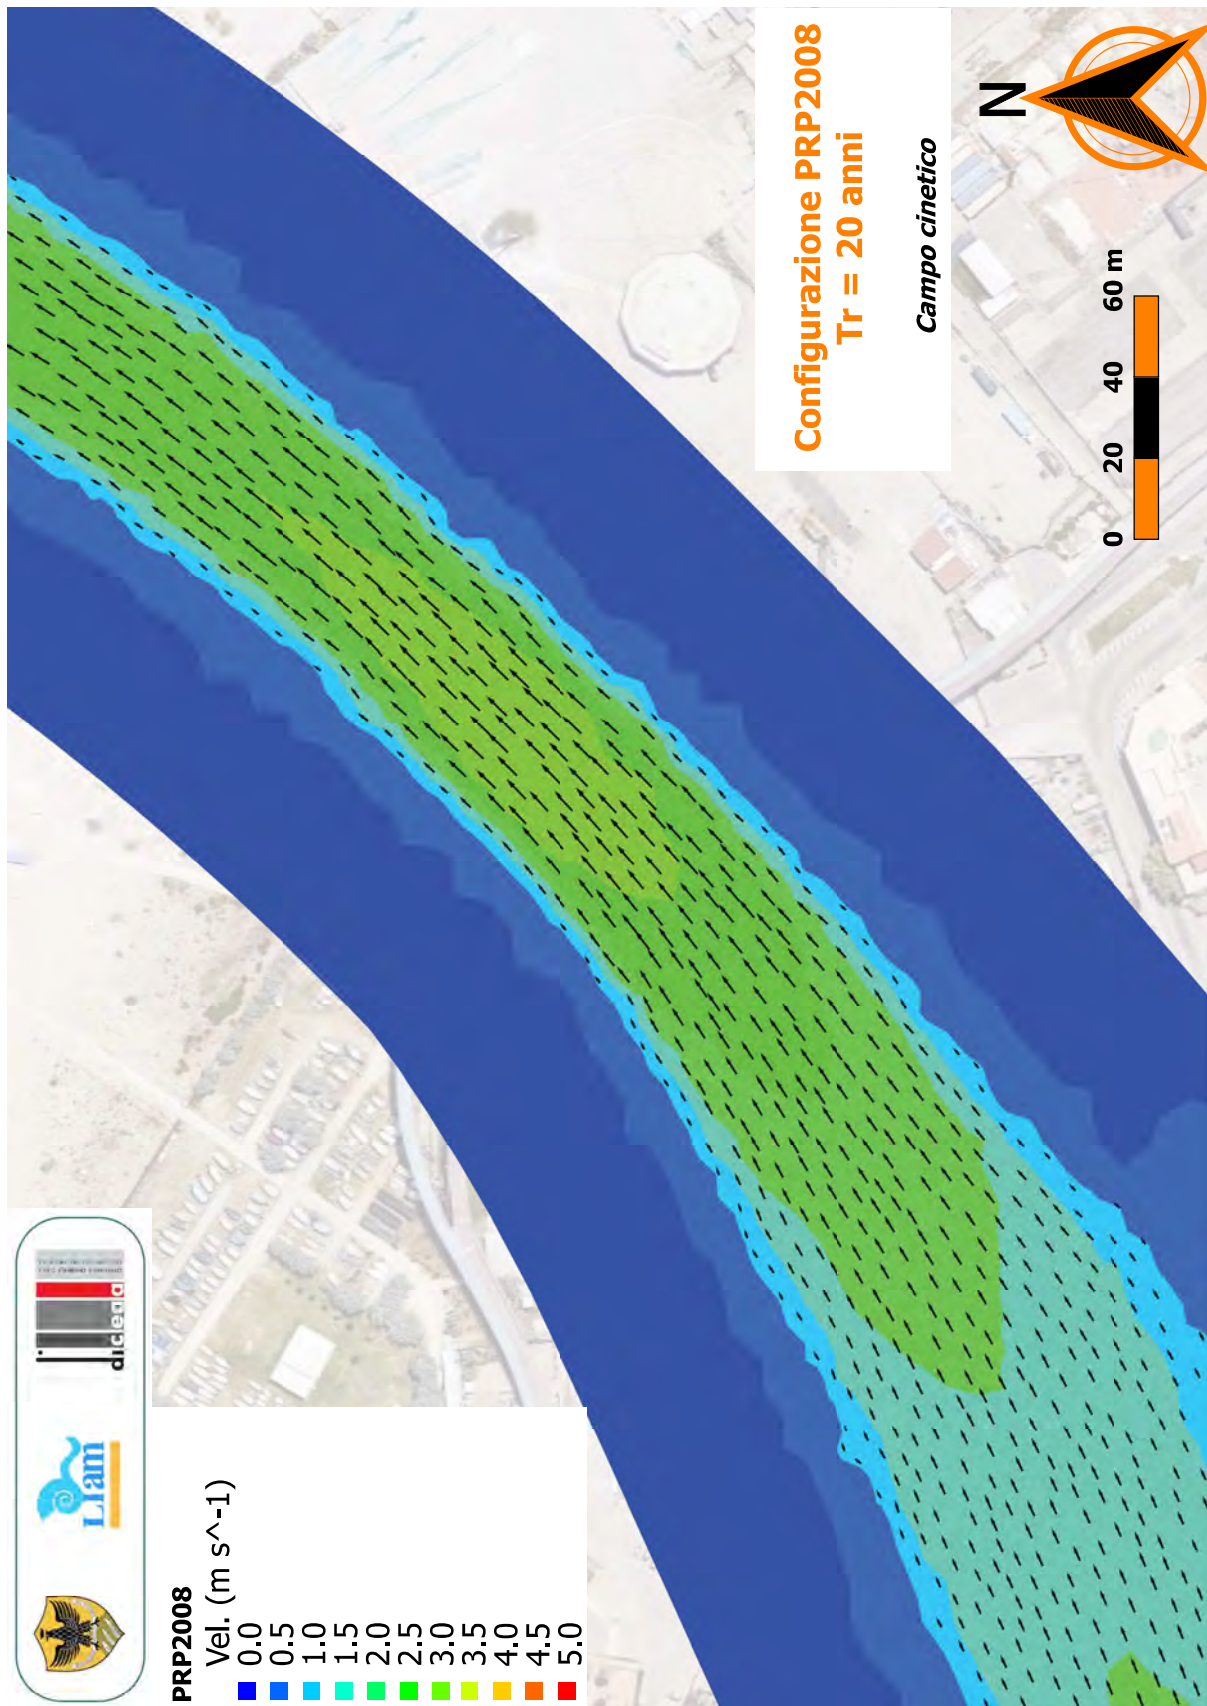 Configurazione PRP2008
Tr = 20 anni
Campo cinetico
N
0 20 40 60 m
LIam
dicea
PRP2008
Vel. (m s^-1)
0.0
0.5
1.0
1.5
2.0
2.5
3.0
3.5
4.0
4.5
5.0